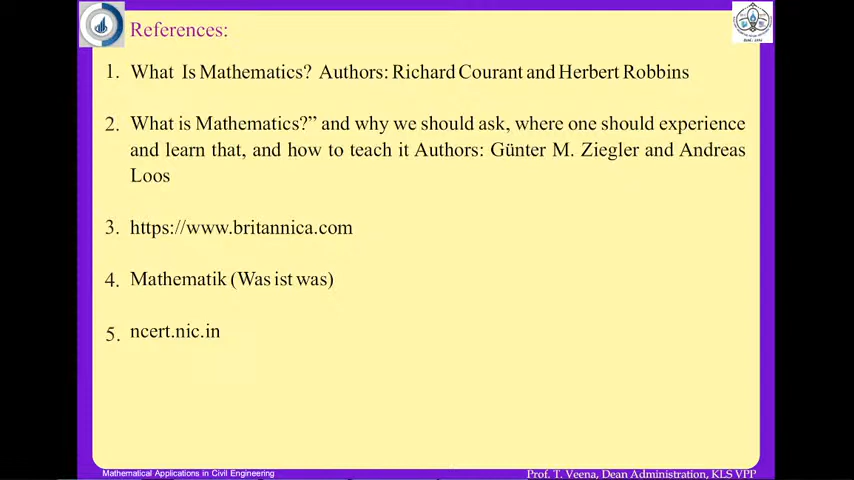 References:
1. What Is Mathematics? Authors: Richard Courant and Herbert Robbins
2. What is Mathematics?” and why we should ask, where one should experience
and learn that, and how to teach it Authors: Günter M. Ziegler and Andreas
Loos
3. https://www.britannica.com
4. Mathematik (Was ist was)
5. ncert.nic.in
Mathematical Applications in Civil Engineering
Prof. T. Veena, Dean Administration, KLS VPP